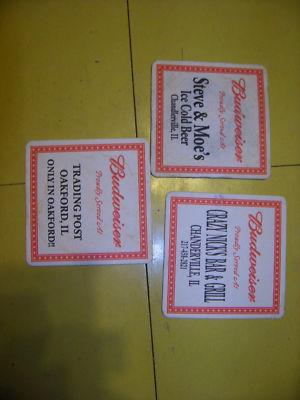 Budweiser
Proudly Served At
Steve & Moe's
Ice Cold Beer
Chandlerville, IL
Budweiser
Proudly Served At
TRADING POST
OAKFORD, IL
ONLY IN OAKFORD!!
Budweiser
Proudly Served At
CRAZY NICK'S BAR & GRILL
CHANDERVILLE, IL